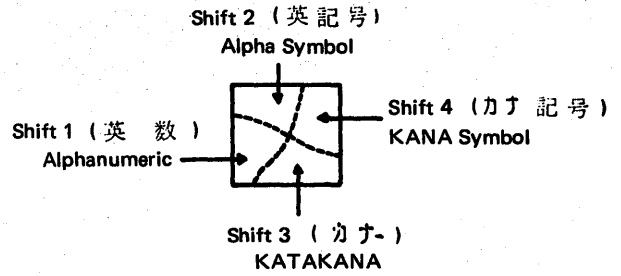 Shift 2 (英記号)
Alpha Symbol
Shift 4 (カナ 記号)
KANA Symbol
Shift 1 (英 数)
Alphanumeric
Shift 3 (カナ)
KATAKANA